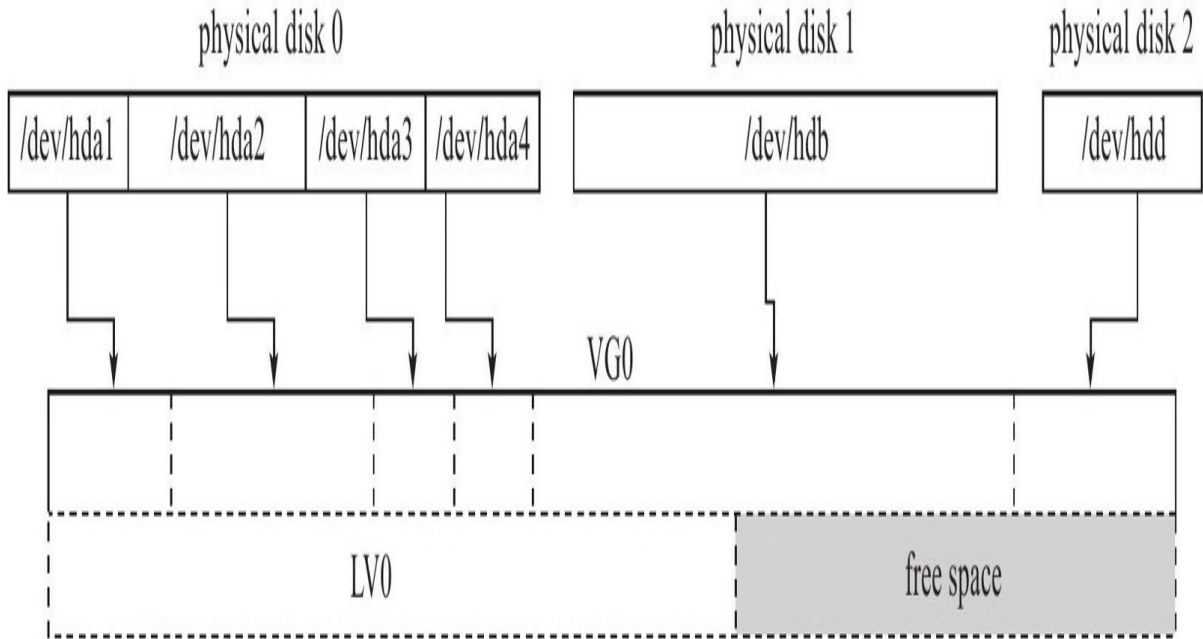 physical disk 0
physical disk 1
physical disk 2
/dev/hda1
/dev/hda2
/dev/hda3
/dev/hda4
/dev/hdb
/dev/hdd
VG0
LV0
free space